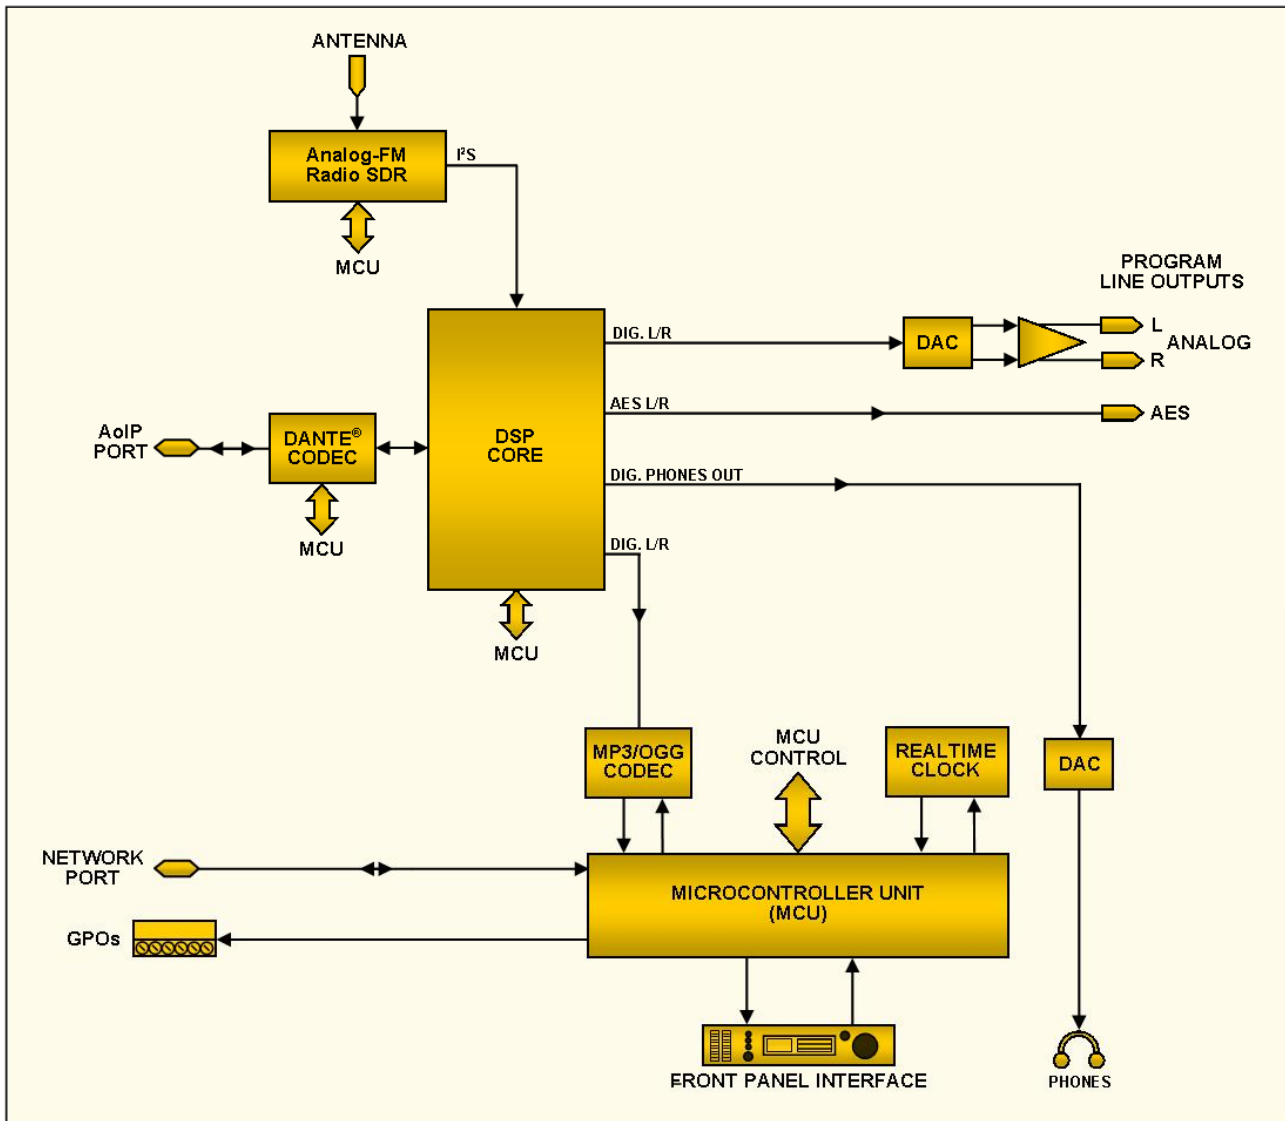 ANTENNA
Analog-FM
Radio SDR
I²S
MCU
PROGRAM
LINE OUTPUTS
DIG. L/R
DAC
L
ANALOG
R
AES L/R
AES
AoIP
PORT
DANTE®
CODEC
DSP
CORE
DIG. PHONES OUT
MCU
DIG. L/R
MCU
MP3/OGG
CODEC
MCU
CONTROL
REALTIME
CLOCK
DAC
NETWORK
PORT
MICROCONTROLLER UNIT
(MCU)
GPOs
FRONT PANEL INTERFACE
PHONES